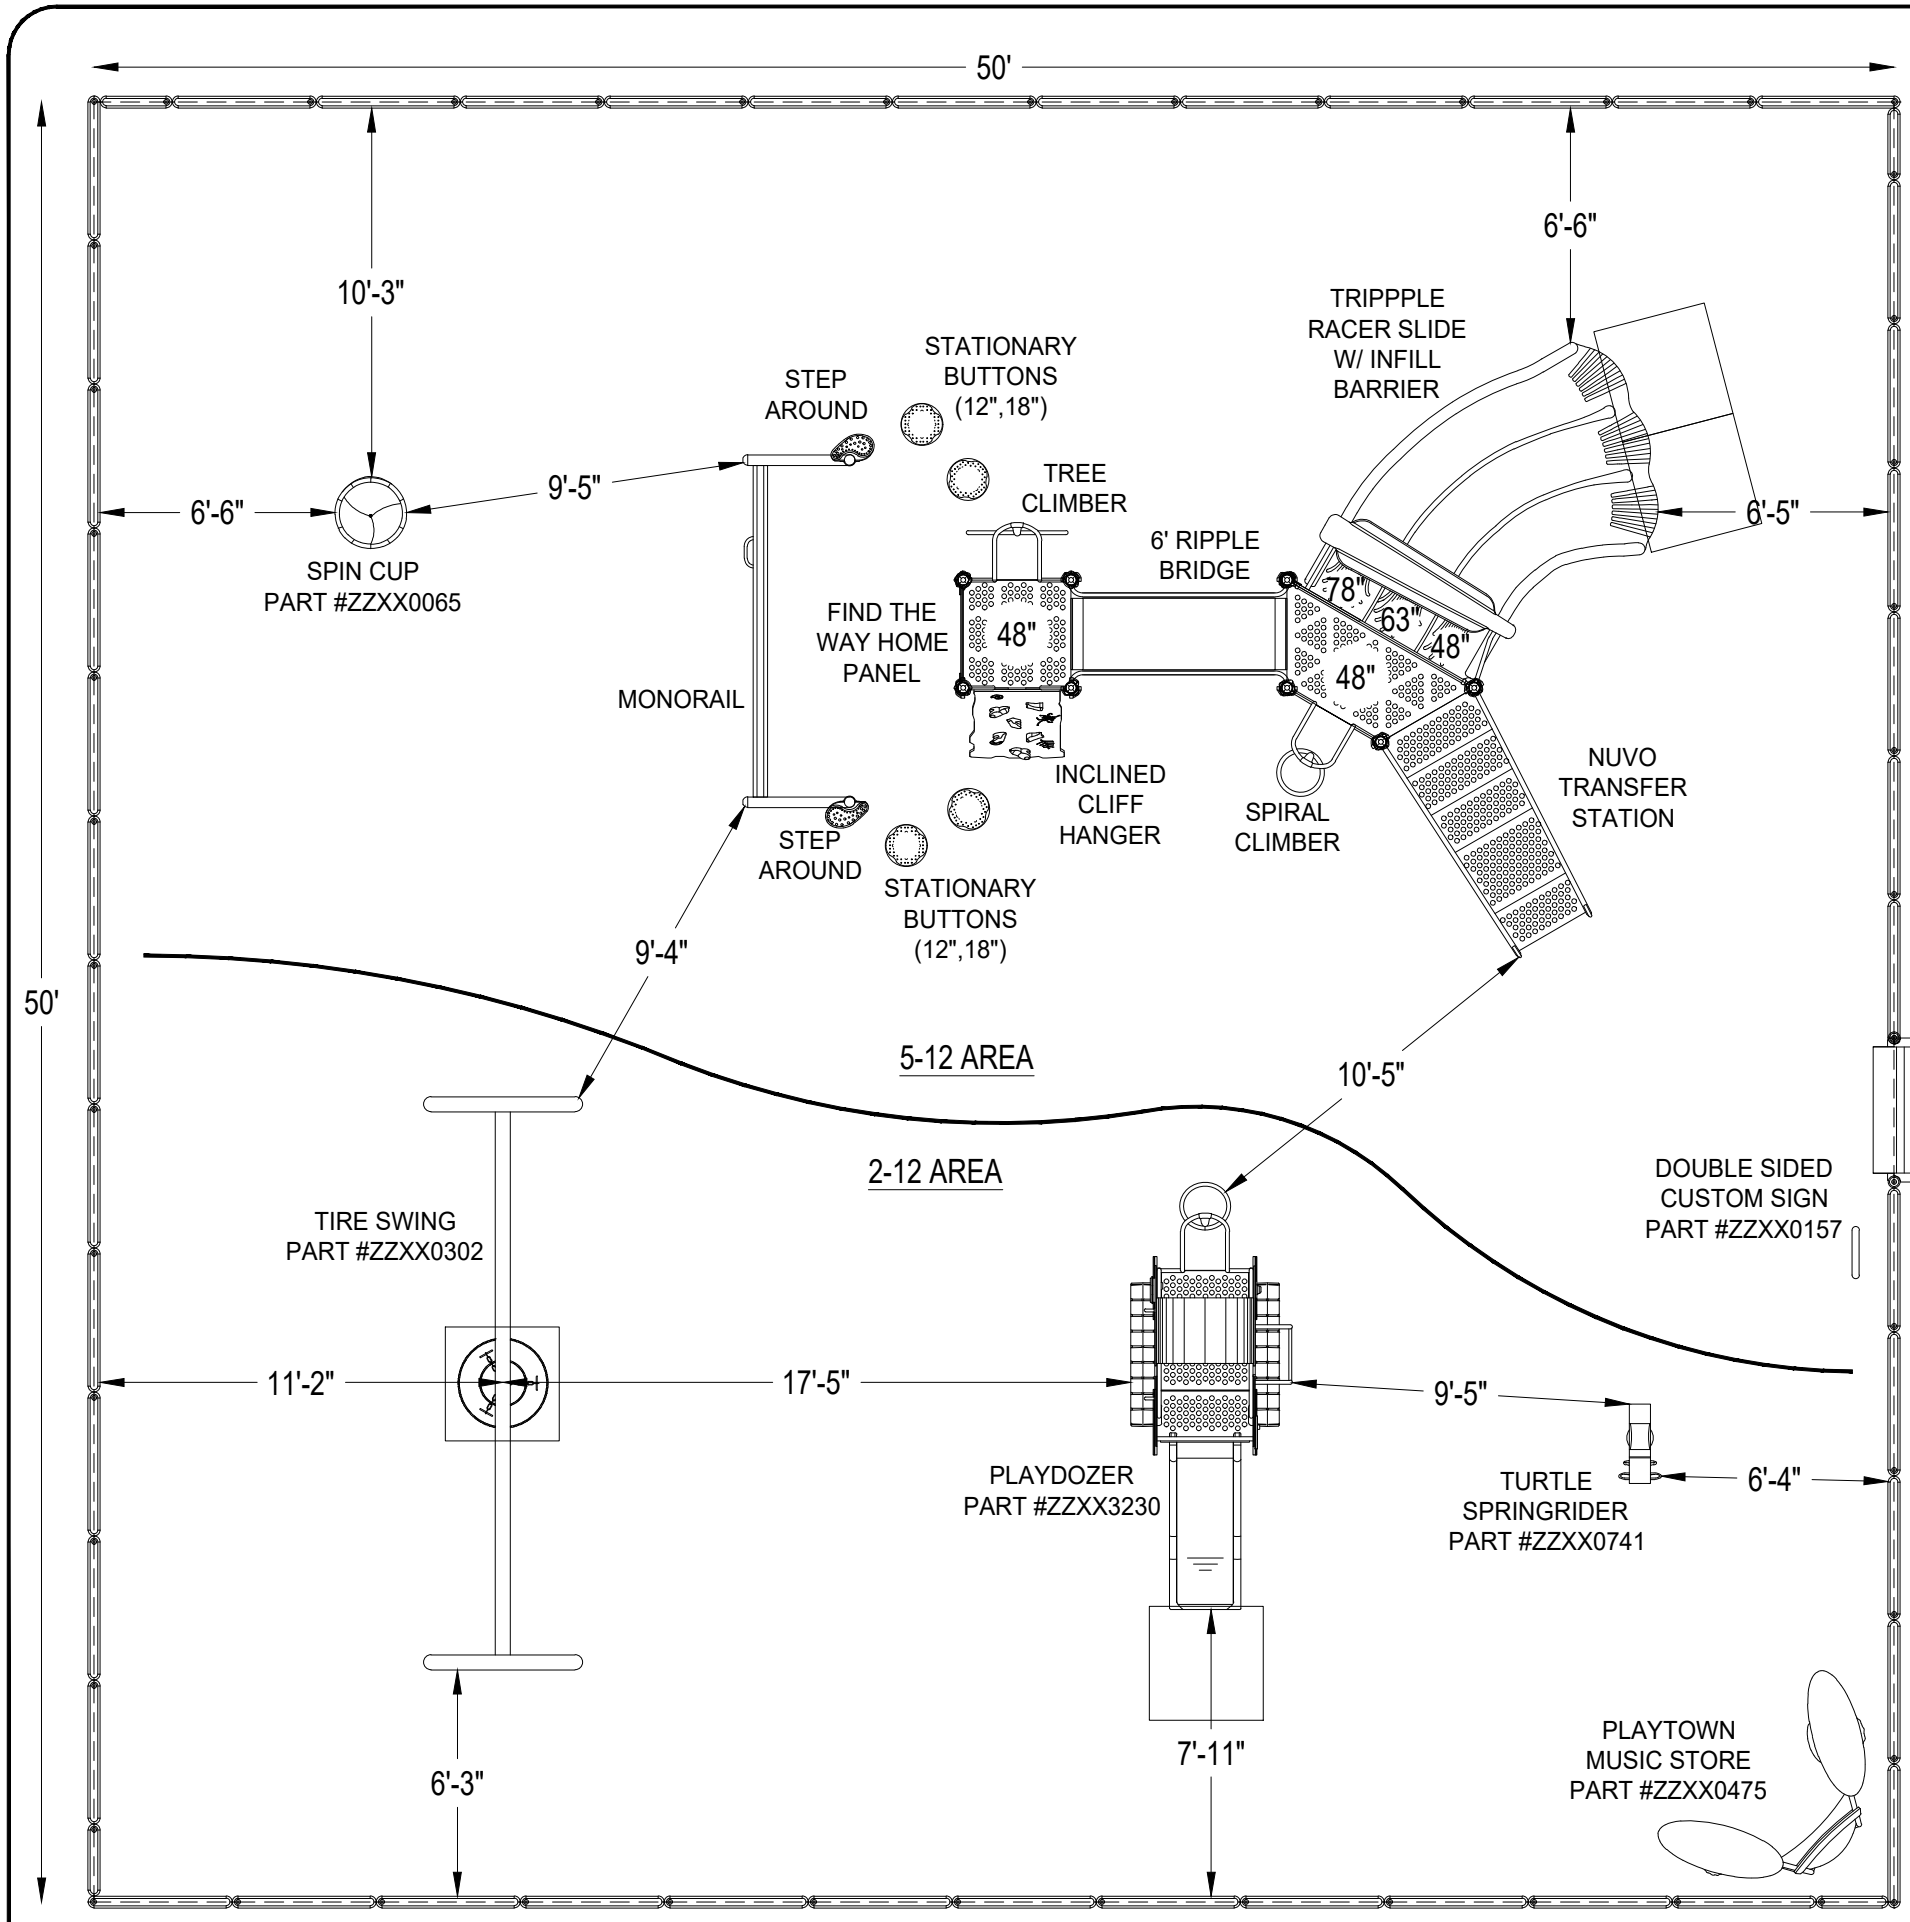 50'
6'-6"
10'-3"
TRIPPPLE
RACER SLIDE
W/ INFILL
BARRIER
STATIONARY
BUTTONS
(12",18")
STEP
AROUND
TREE
CLIMBER
9'-5"
6'-6"
6'-5"
6' RIPPLE
BRIDGE
SPIN CUP
PART #ZZXX0065
78"
63"
48"
FIND THE
WAY HOME
PANEL
48"
48"
MONORAIL
NUVO
TRANSFER
STATION
INCLINED
CLIFF
HANGER
SPIRAL
CLIMBER
STEP
AROUND
STATIONARY
BUTTONS
(12",18")
9'-4"
50'
5-12 AREA
10'-5"
2-12 AREA
DOUBLE SIDED
CUSTOM SIGN
PART #ZZXX0157
TIRE SWING
PART #ZZXX0302
11'-2"
17'-5"
9'-5"
PLAYDOZER
PART #ZZXX3230
TURTLE
SPRINGRIDER
PART #ZZXX0741
6'-4"
7'-11"
6'-3"
PLAYTOWN
MUSIC STORE
PART #ZZXX0475